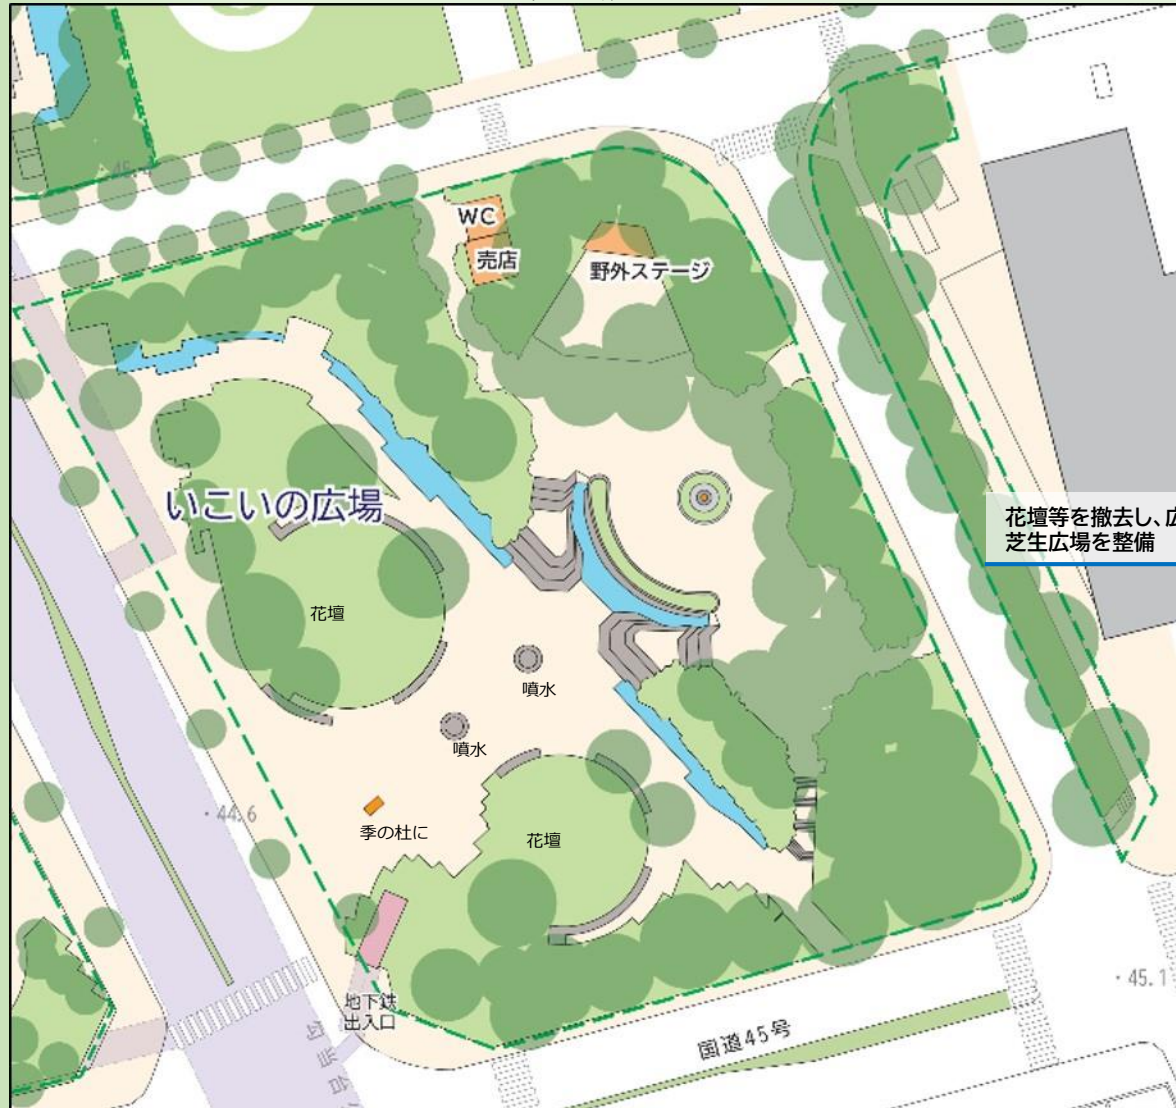 WC
売店
野外ステージ
いこいの広場
花壇等を撤去し、広
芝生広場を整備
花壇
噴水
噴水
・44.6
季の杜に
花壇
地下鉄
出入口
・45.1
国道45号